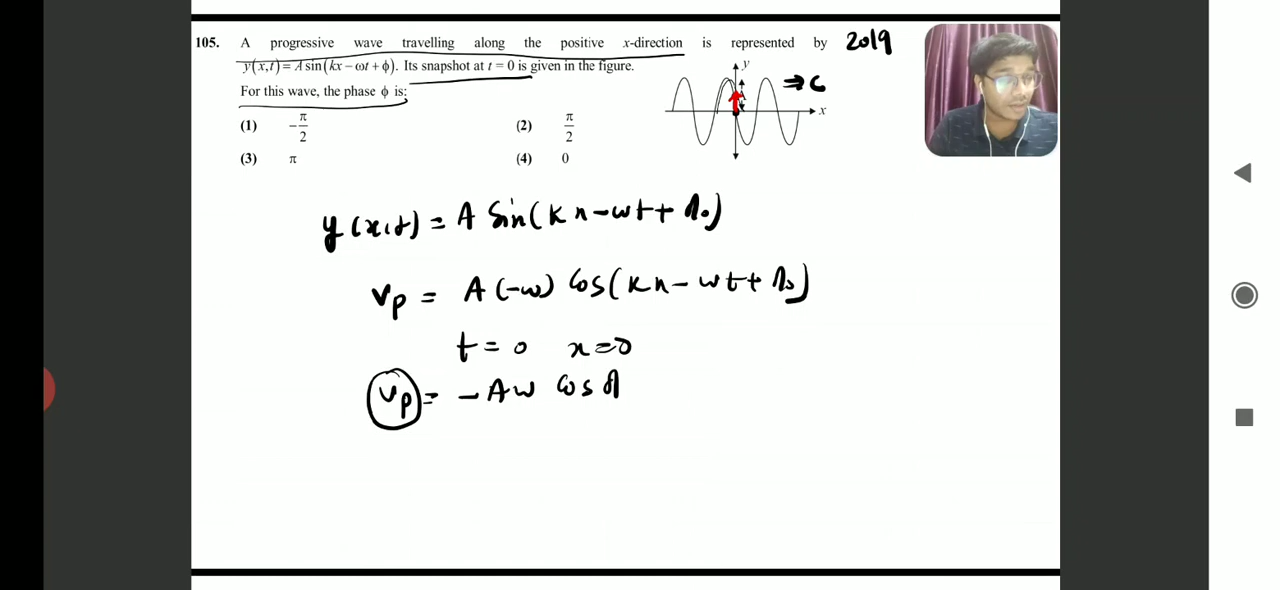 105. A progressive wave travelling along the positive x-direction is represented by 2019
y(x,t) = A sin(kx − ωt + ϕ). Its snapshot at t = 0 is given in the figure.
For this wave, the phase ϕ is:
y
⇒ C
x
(1) −π/2 (2) π/2
(3) π (4) 0
y(x,t) = A Sin(kx − ωt + ϕ₀)
Vp = A(−ω) Cos(kx − ωt + ϕ₀)
t = 0 x = 0
Vp = −Aω Cos ϕ